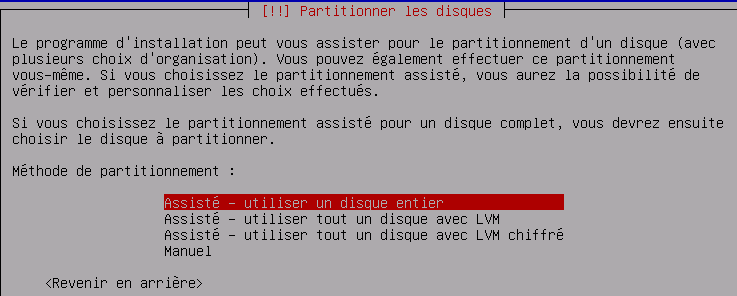 [!!] Partitionner les disques
Le programme d'installation peut vous assister pour le partitionnement d'un disque (avec
plusieurs choix d'organisation). Vous pouvez également effectuer ce partitionnement
vous-même. Si vous choisissez le partitionnement assisté, vous aurez la possibilité de
vérifier et personnaliser les choix effectués.
Si vous choisissez le partitionnement assisté pour un disque complet, vous devrez ensuite
choisir le disque à partitionner.
Méthode de partitionnement :
Assisté - utiliser un disque entier
Assisté - utiliser tout un disque avec LVM
Assisté - utiliser tout un disque avec LVM chiffré
Manuel
<Revenir en arrière>